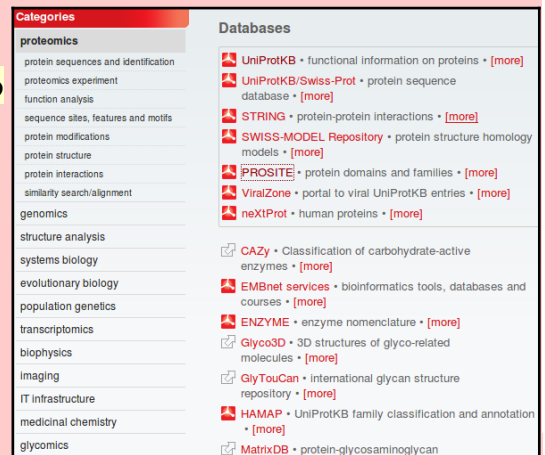 Categories
proteomics
protein sequences and identification
proteomics experiment
function analysis
sequence sites, features and motifs
protein modifications
protein structure
protein interactions
similarity search/alignment
genomics
structure analysis
systems biology
evolutionary biology
population genetics
transcriptomics
biophysics
imaging
IT infrastructure
medicinal chemistry
glycomics
Databases
UniProtKB • functional information on proteins • [more]
UniProtKB/Swiss-Prot • protein sequence
database • [more]
STRING • protein-protein interactions • [more]
SWISS-MODEL Repository • protein structure homology
models • [more]
PROSITE • protein domains and families • [more]
ViralZone • portal to viral UniProtKB entries • [more]
neXtProt • human proteins • [more]
CAZy • Classification of carbohydrate-active
enzymes • [more]
EMBnet services • bioinformatics tools, databases and
courses • [more]
ENZYME • enzyme nomenclature • [more]
Glyco3D • 3D structures of glyco-related
molecules • [more]
GlyTouCan • international glycan structure
repository • [more]
HAMAP • UniProtKB family classification and annotation
• [more]
MatrixDB • protein-glycosaminoglycan